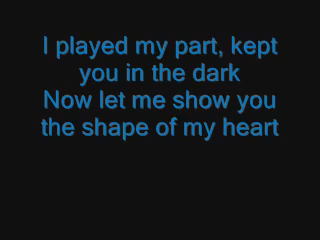 I played my part, kept
you in the dark
Now let me show you
the shape of my heart